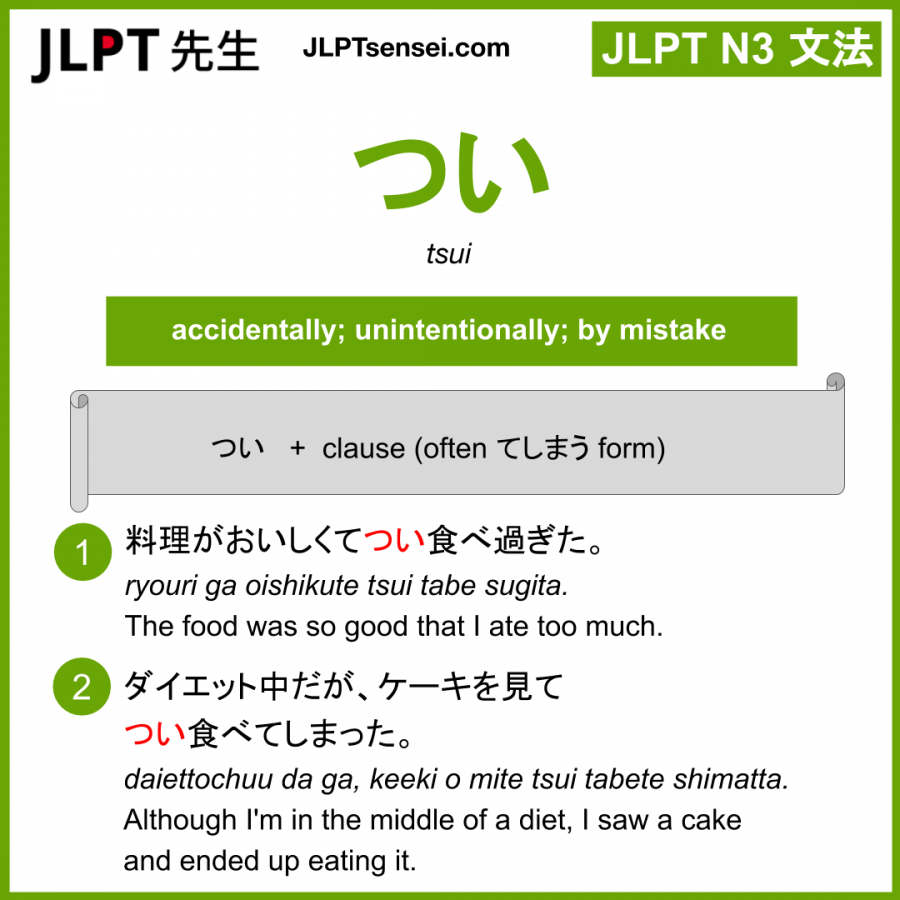 JLPT 先生
JLPTsensei.com
JLPT N3 文法
つい
tsui
accidentally; unintentionally; by mistake
つい + clause (often てしまう form)
1 料理がおいしくてつい食べ過ぎた。
ryouri ga oishikute tsui tabe sugita.
The food was so good that I ate too much.
2 ダイエット中だが、ケーキを見て
つい食べてしまった。
daiettochuu da ga, keeki o mite tsui tabete shimatta.
Although I'm in the middle of a diet, I saw a cake
and ended up eating it.